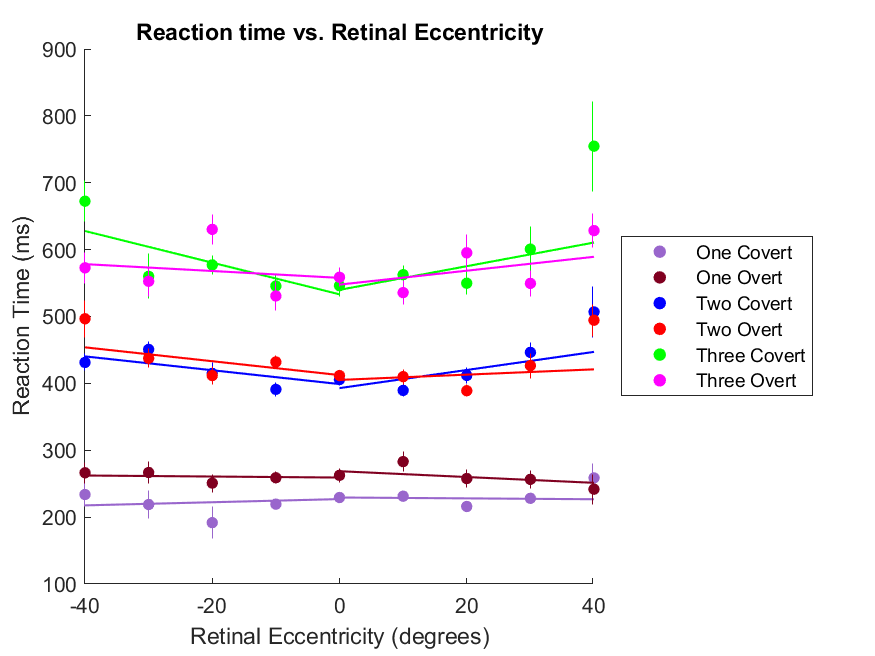 Reaction time vs. Retinal Eccentricity
900
800
700
600
500
400
300
200
100
Reaction Time (ms)
-40
-20
0
20
40
Retinal Eccentricity (degrees)
One Covert
One Overt
Two Covert
Two Overt
Three Covert
Three Overt